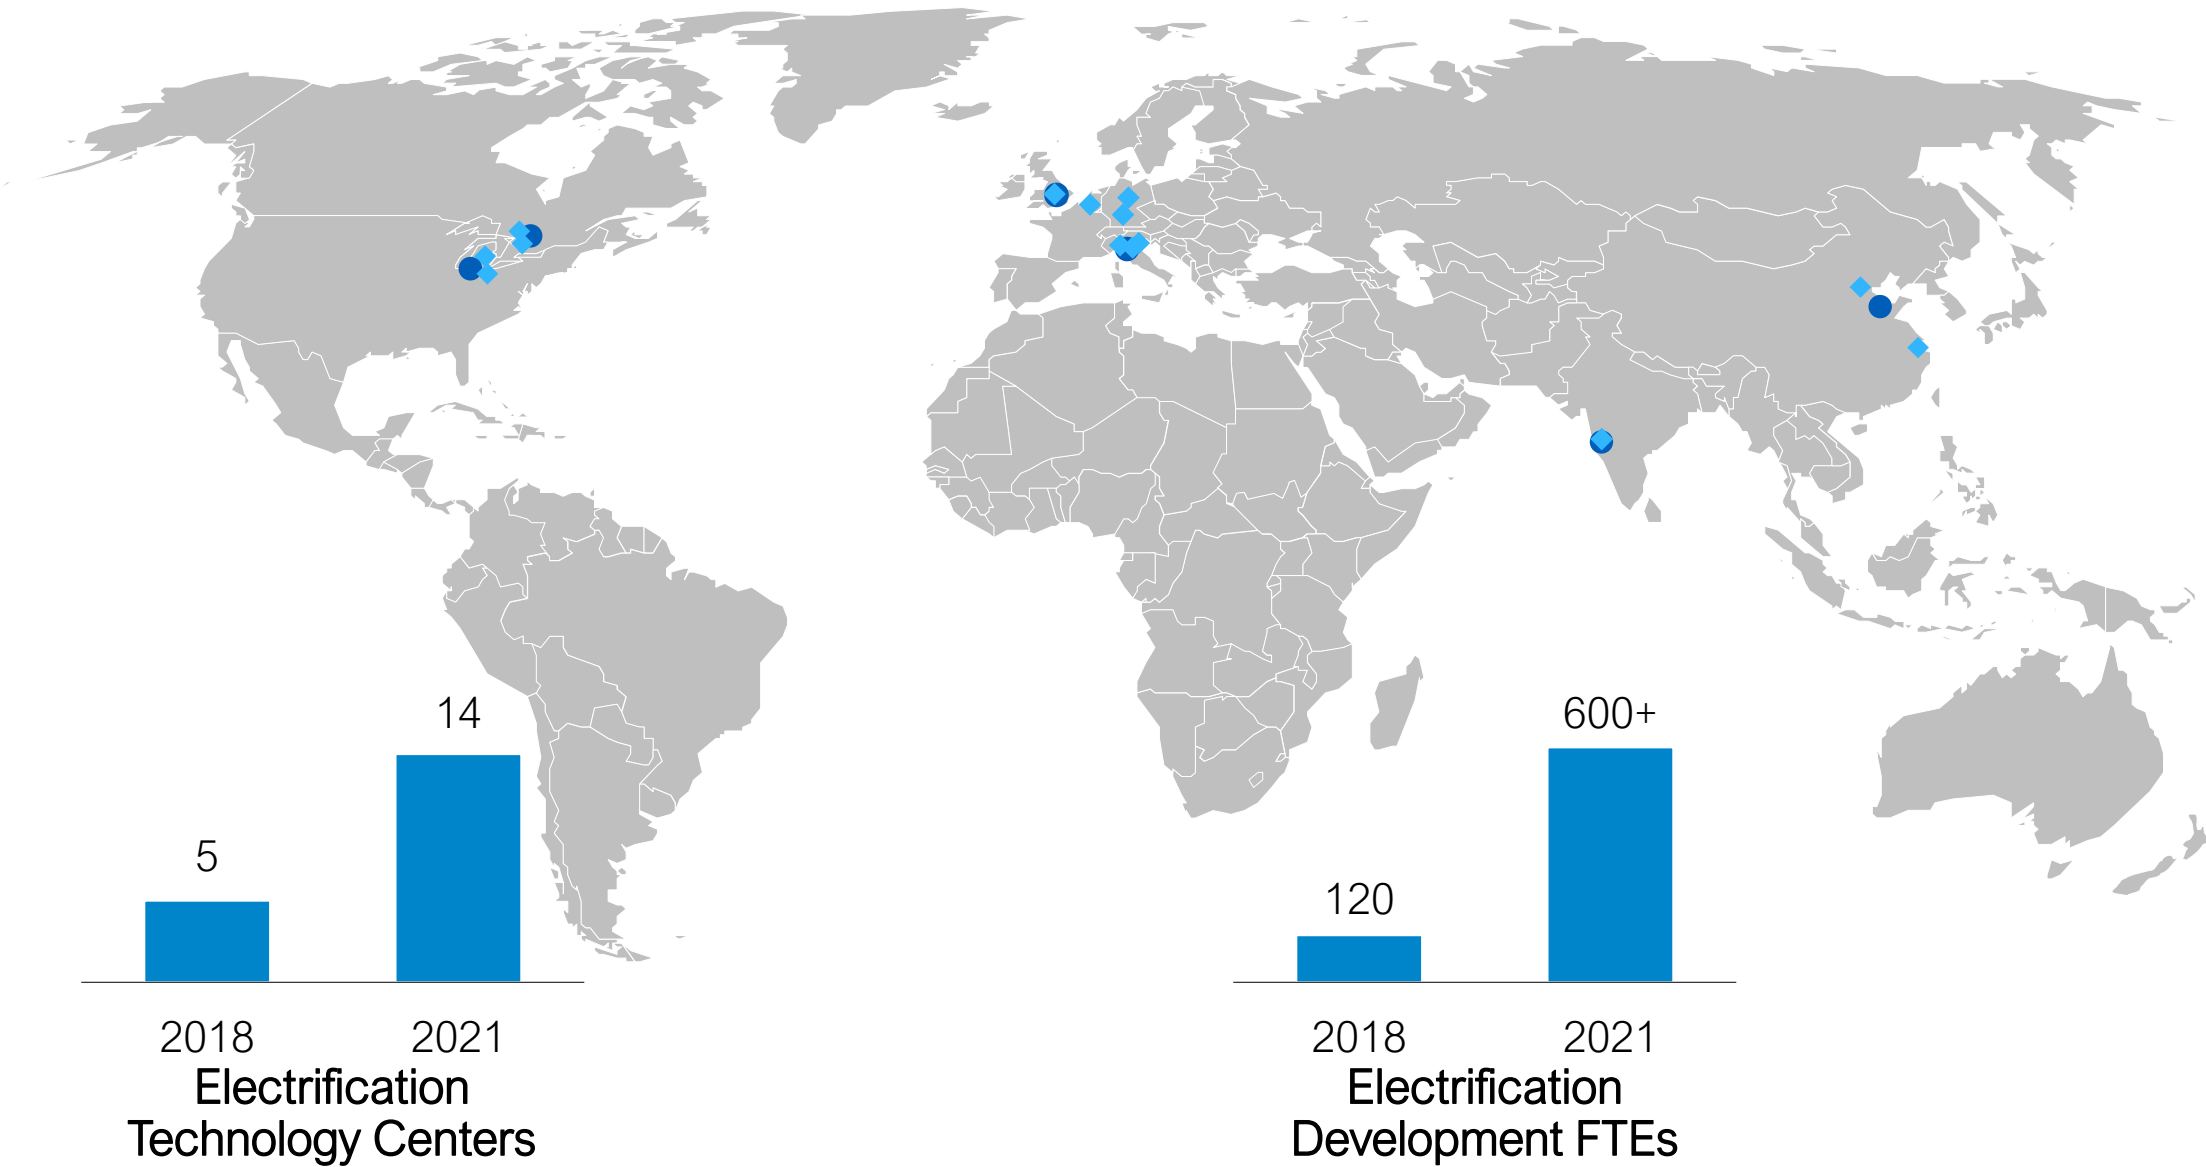 5
14
2018
2021
Electrification
Technology Centers
120
600+
2018
2021
Electrification
Development FTEs